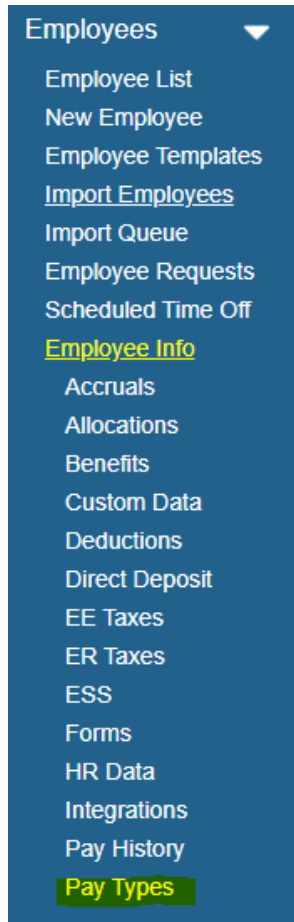 Employees
Employee List
New Employee
Employee Templates
Import Employees
Import Queue
Employee Requests
Scheduled Time Off
Employee Info
Accruals
Allocations
Benefits
Custom Data
Deductions
Direct Deposit
EE Taxes
ER Taxes
ESS
Forms
HR Data
Integrations
Pay History
Pay Types